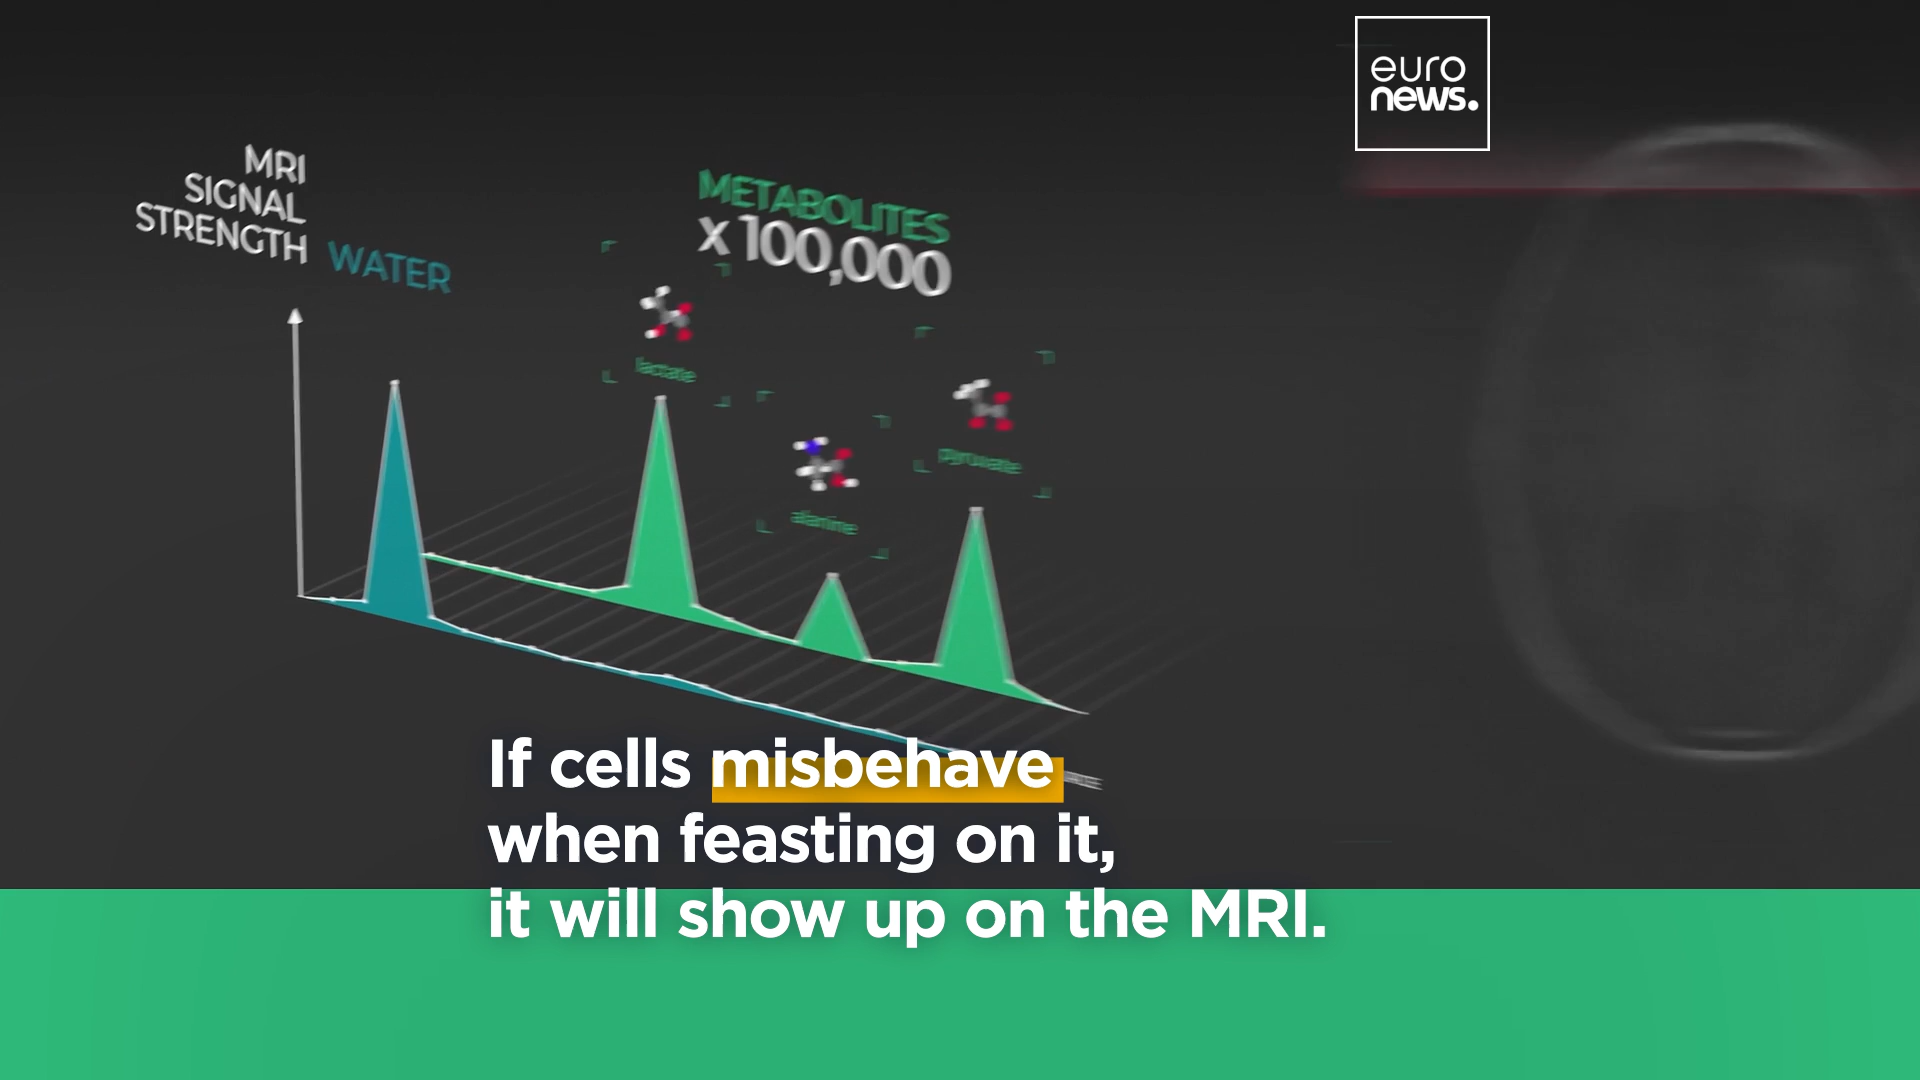 euro
news.
MRI
SIGNAL
STRENGTH
WATER
METABOLITES
x 100,000
lactate
pyruvate
alanine
If cells misbehave
when feasting on it,
it will show up on the MRI.